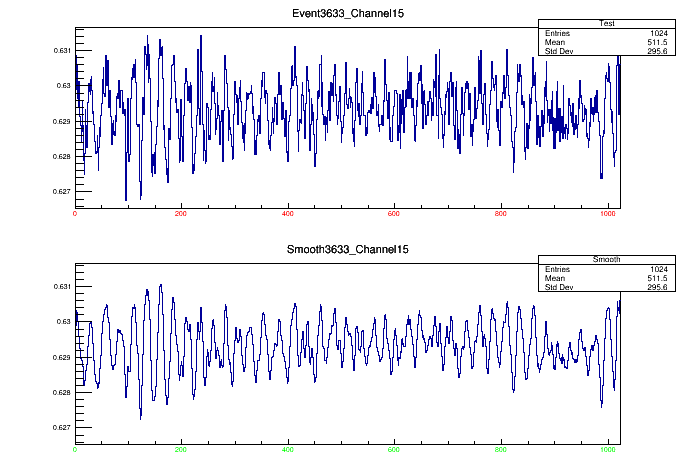 Event3633_Channel15
Test
Entries 1024
Mean 511.5
Std Dev 295.6
0.631
0.63
0.629
0.628
0.627
0 200 400 600 800 1000
Smooth3633_Channel15
Smooth
Entries 1024
Mean 511.5
Std Dev 295.6
0.631
0.63
0.629
0.628
0.627
0 200 400 600 800 1000